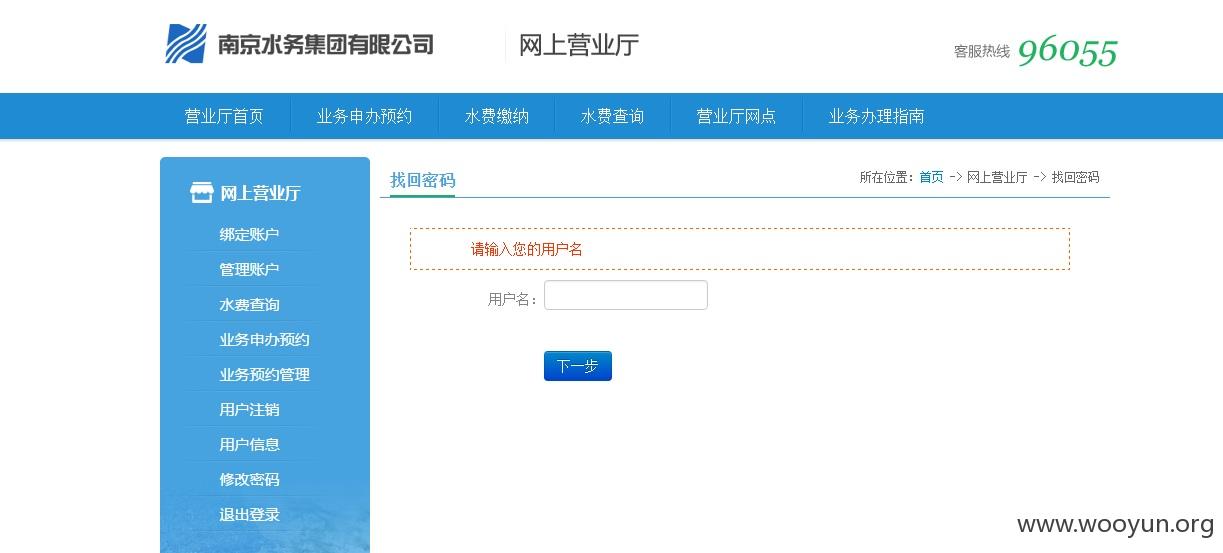 南京水务集团有限公司 网上营业厅 客服热线 96055
营业厅首页 业务申办预约 水费缴纳 水费查询 营业厅网点 业务办理指南
网上营业厅
绑定账户
管理账户
水费查询
业务申办预约
业务预约管理
用户注销
用户信息
修改密码
退出登录
找回密码 所在位置：首页 -> 网上营业厅 -> 找回密码
请输入您的用户名
用户名：
下一步
www.wooyun.org